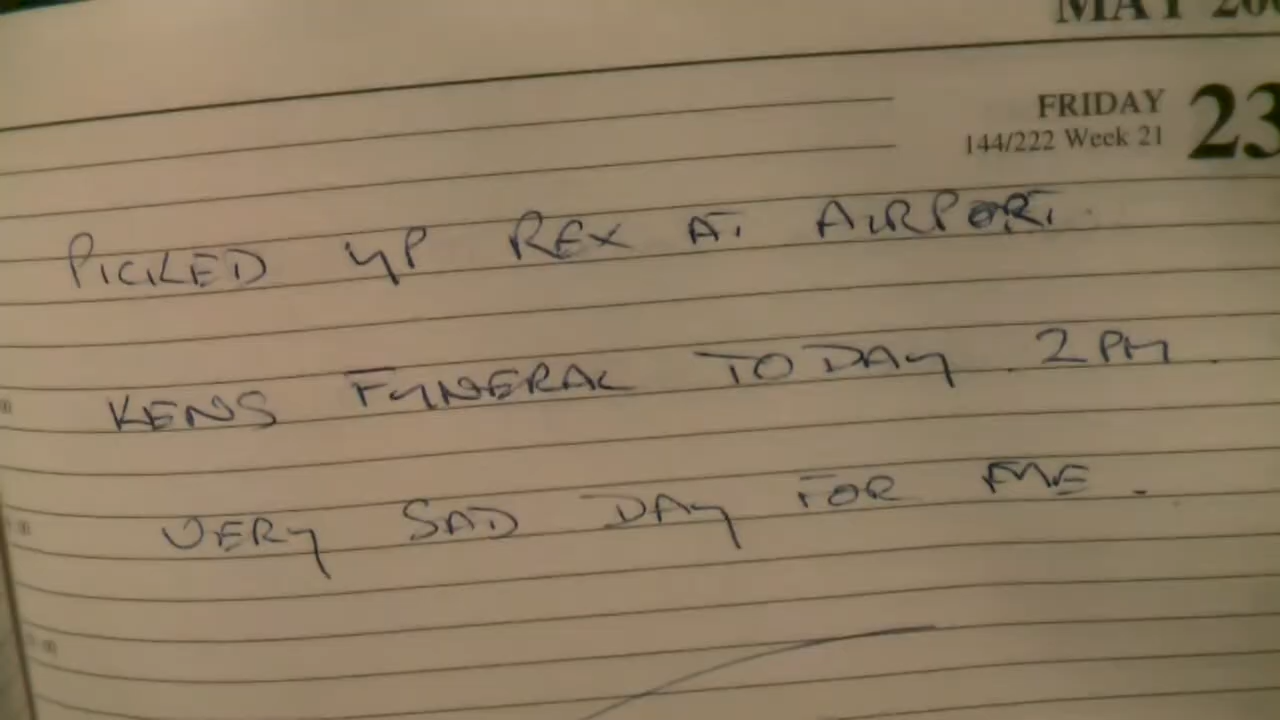 MAY 200
FRIDAY 23
144/222 Week 21
PICKED UP REX AT AIRPORT.
KENS FUNERAL TODAY 2PM.
VERY SAD DAY FOR ME.